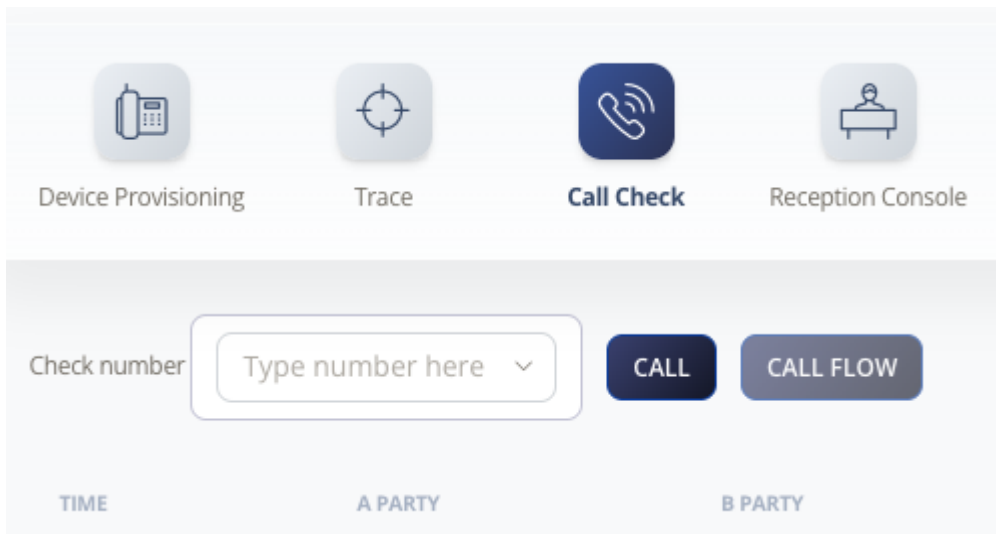 Device Provisioning Trace Call Check Reception Console
Check number Type number here CALL CALL FLOW
TIME A PARTY B PARTY